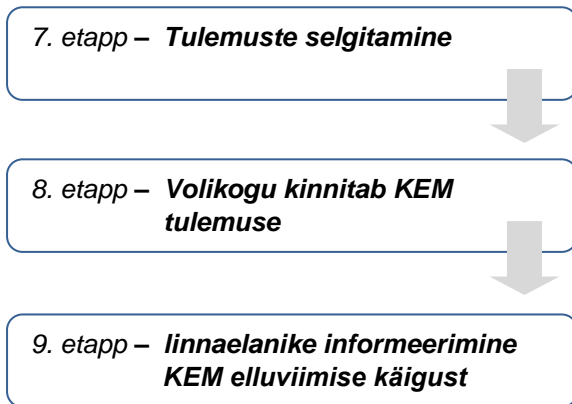 7. etapp – Tulemuste selgitamine
8. etapp – Volikogu kinnitab KEM
tulemuse
9. etapp – linnaelanike informeerimine
KEM elluviimise käigust